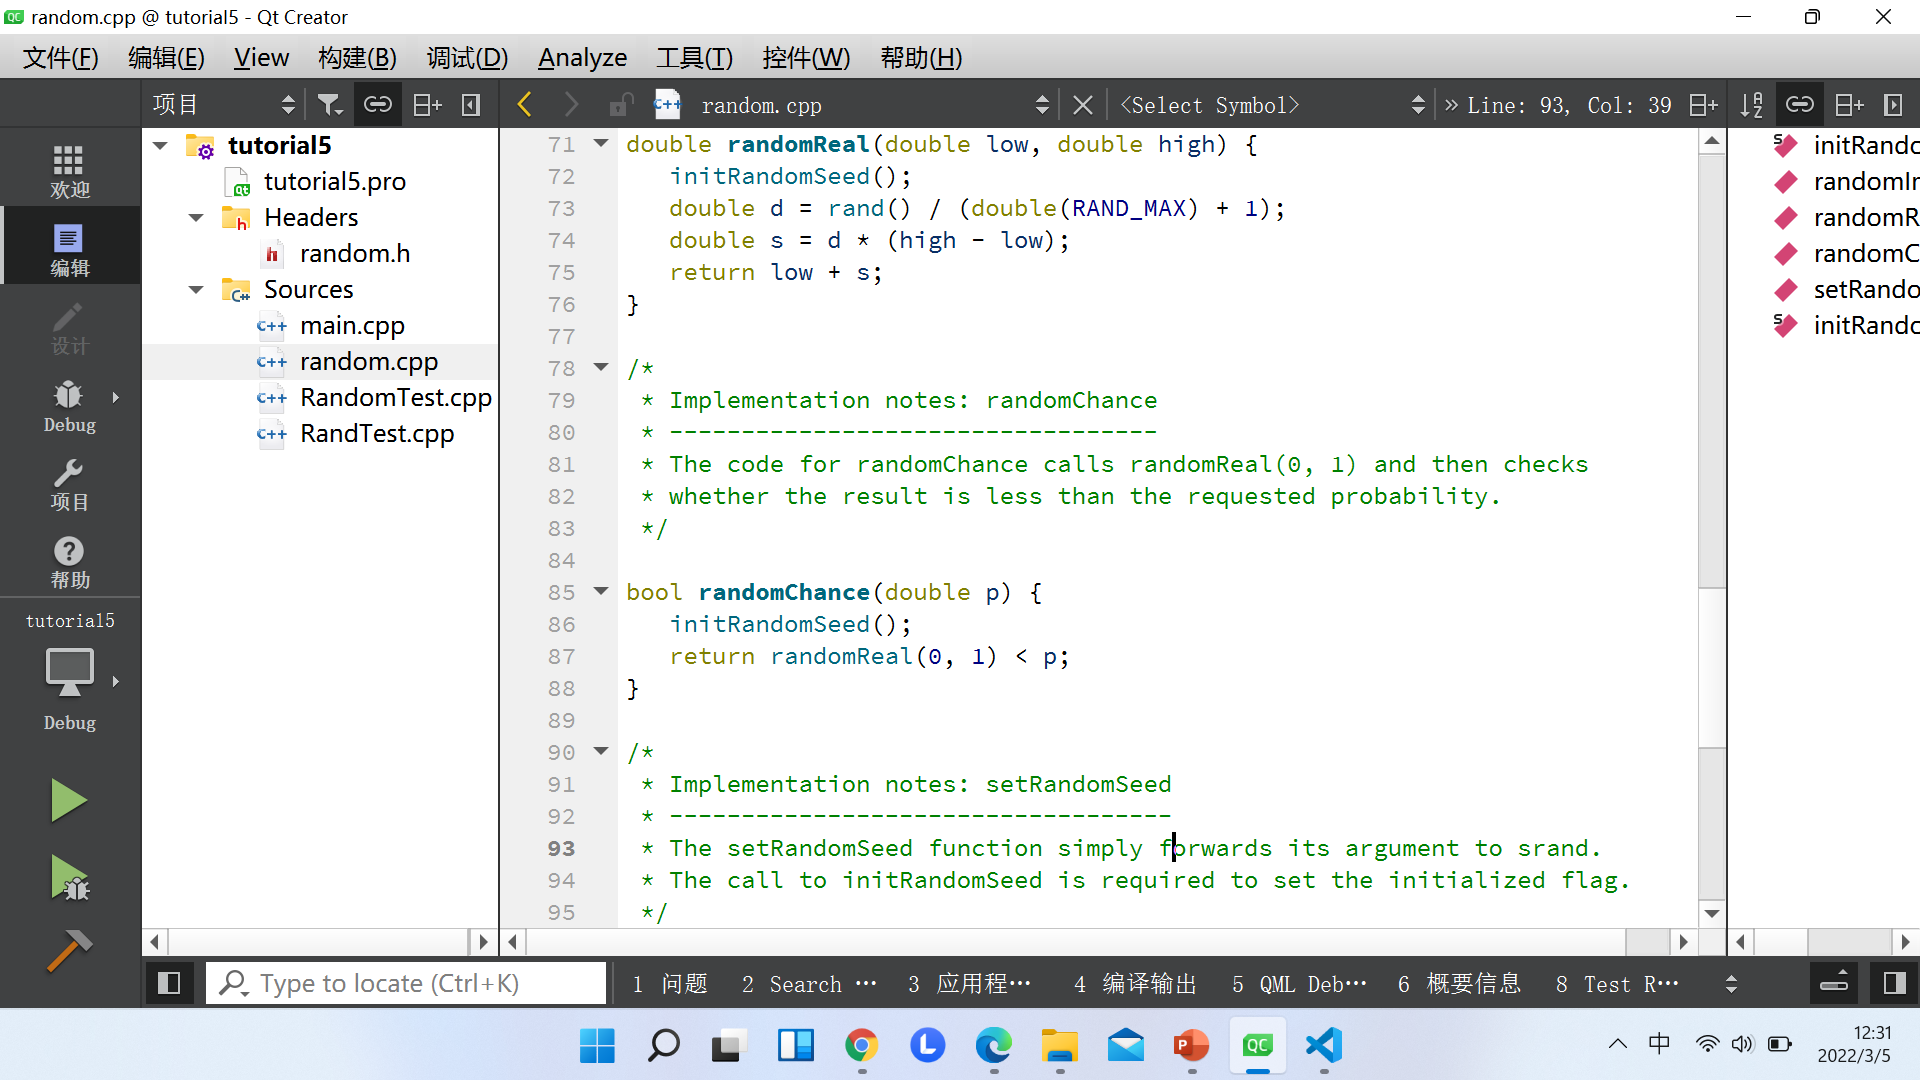 random.cpp @ tutorial5 - Qt Creator
文件(F) 编辑(E) View 构建(B) 调试(D) Analyze 工具(T) 控件(W) 帮助(H)
项目
random.cpp
<Select Symbol>
» Line: 93, Col: 39
欢迎
编辑
设计
Debug
项目
帮助
tutorial5
Debug
tutorial5
tutorial5.pro
Headers
random.h
Sources
main.cpp
random.cpp
RandomTest.cpp
RandTest.cpp
71 double randomReal(double low, double high) {
72 initRandomSeed();
73 double d = rand() / (double(RAND_MAX) + 1);
74 double s = d * (high - low);
75 return low + s;
76 }
77
78 /*
79 * Implementation notes: randomChance
80 * ----------------------------------
81 * The code for randomChance calls randomReal(0, 1) and then checks
82 * whether the result is less than the requested probability.
83 */
84
85 bool randomChance(double p) {
86 initRandomSeed();
87 return randomReal(0, 1) < p;
88 }
89
90 /*
91 * Implementation notes: setRandomSeed
92 * -----------------------------------
93 * The setRandomSeed function simply forwards its argument to srand.
94 * The call to initRandomSeed is required to set the initialized flag.
95 */
initRando
randomIn
randomR
randomC
setRando
initRando
Type to locate (Ctrl+K)
1 问题 2 Search ⋯ 3 应用程⋯ 4 编译输出 5 QML Deb⋯ 6 概要信息 8 Test R⋯
中
12:31
2022/3/5